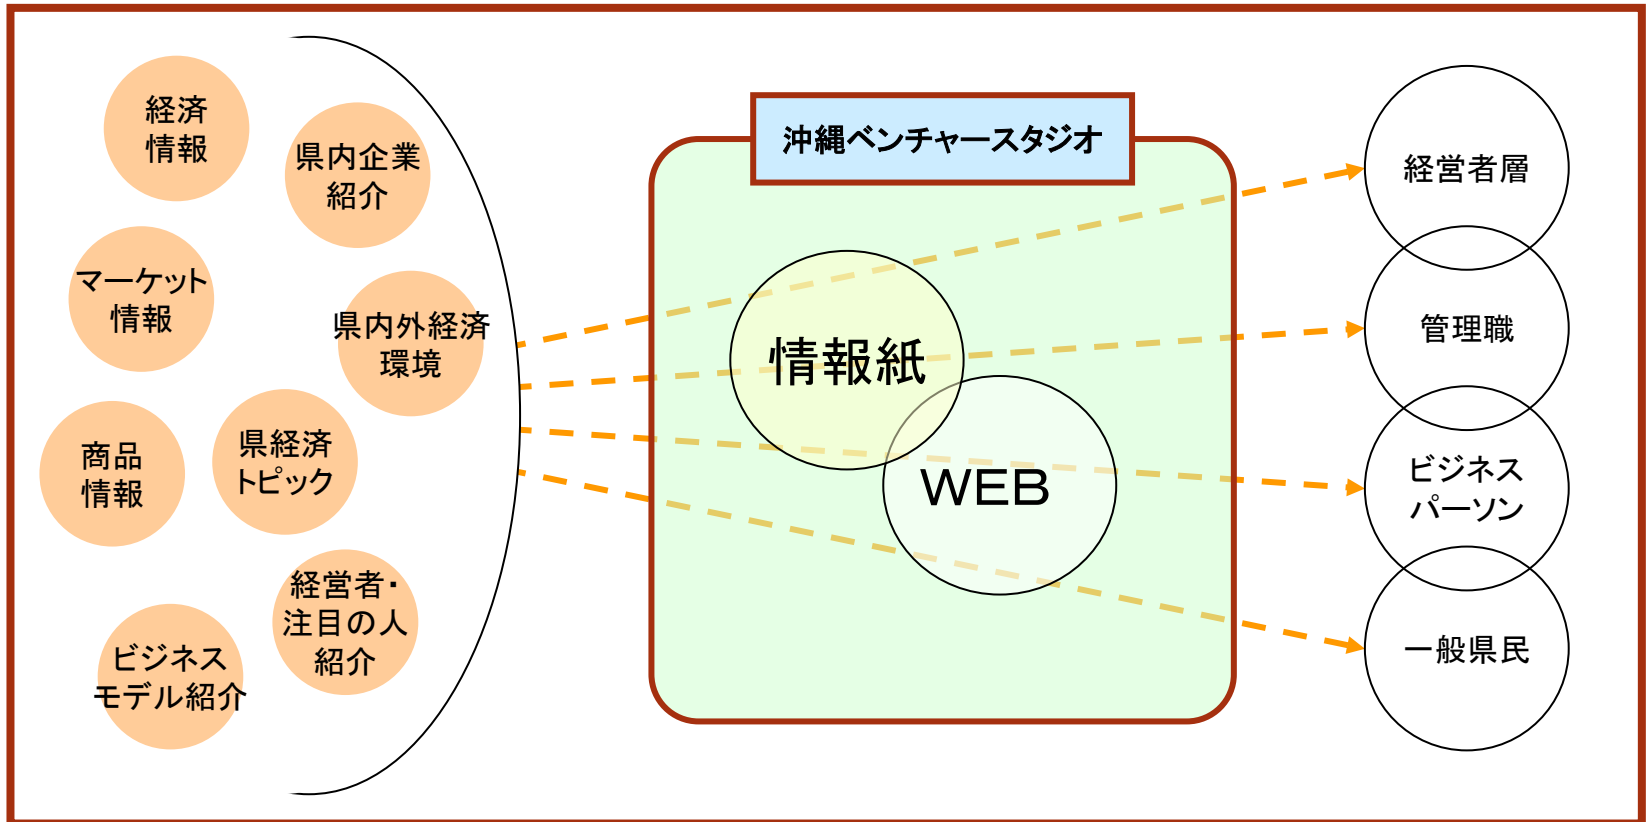 経済
情報
県内企業
紹介
マーケット
情報
県内外経済
環境
商品
情報
県経済
トピック
経営者・
注目の人
紹介
ビジネス
モデル紹介
沖縄ベンチャースタジオ
情報紙
WEB
経営者層
管理職
ビジネス
パーソン
一般県民